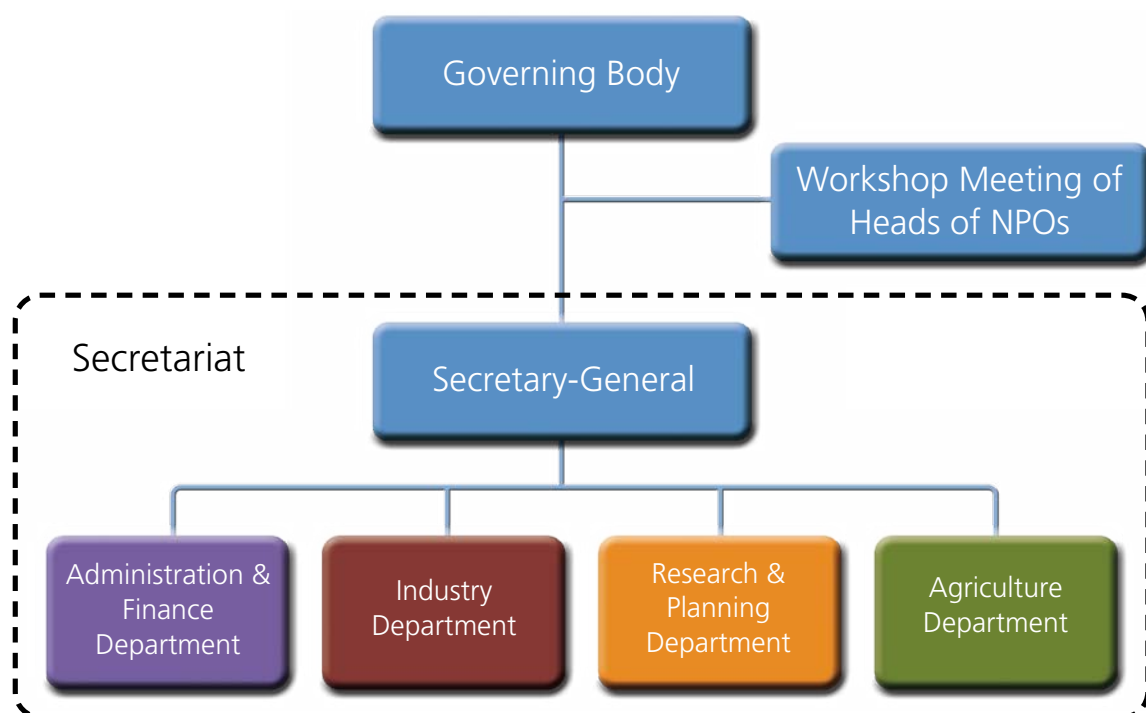 Governing Body
Workshop Meeting of
Heads of NPOs
Secretariat
Secretary-General
Administration &
Finance
Department
Industry
Department
Research &
Planning
Department
Agriculture
Department